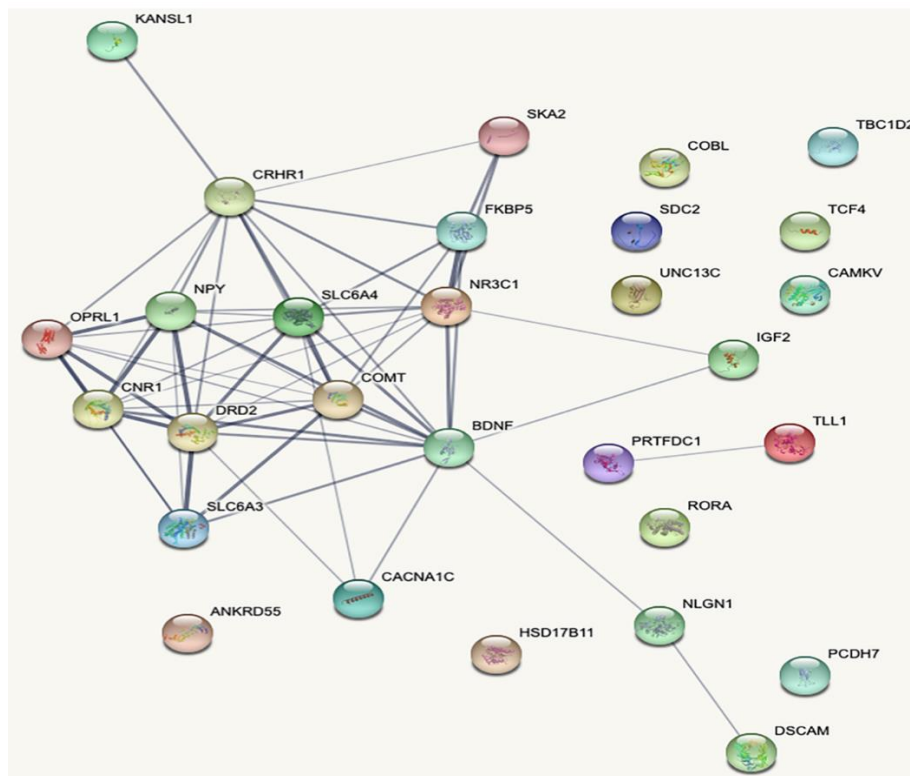 KANSL1
SKA2
TBC1D2
COBL
CRHR1
FKBP5
SDC2
TCF4
UNC13C
CAMKV
NR3C1
NPY
SLC6A4
OPRL1
IGF2
CNR1
COMT
DRD2
BDNF
TLL1
PRTFDC1
SLC6A3
RORA
CACNA1C
NLGN1
ANKRD55
HSD17B11
PCDH7
DSCAM